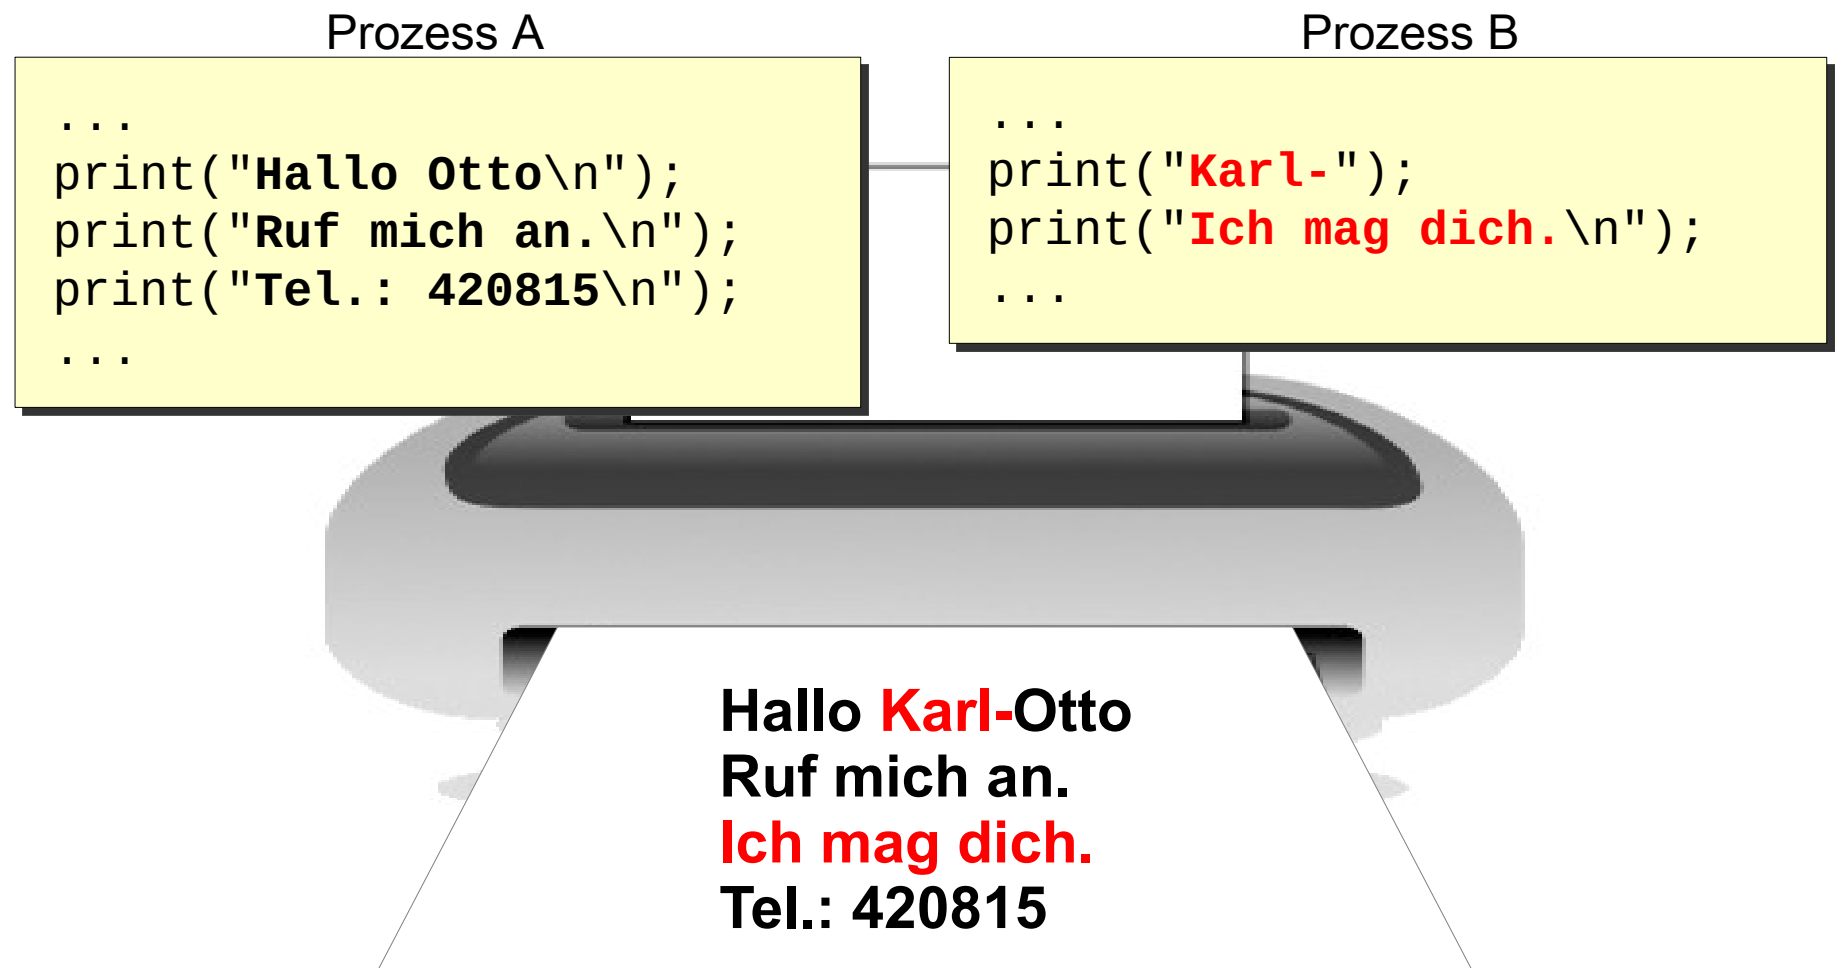 Prozess A
...
print("Hallo Otto\n");
print("Ruf mich an.\n");
print("Tel.: 420815\n");
...
Prozess B
...
print("Karl-");
print("Ich mag dich.\n");
...
Hallo Karl-Otto
Ruf mich an.
Ich mag dich.
Tel.: 420815